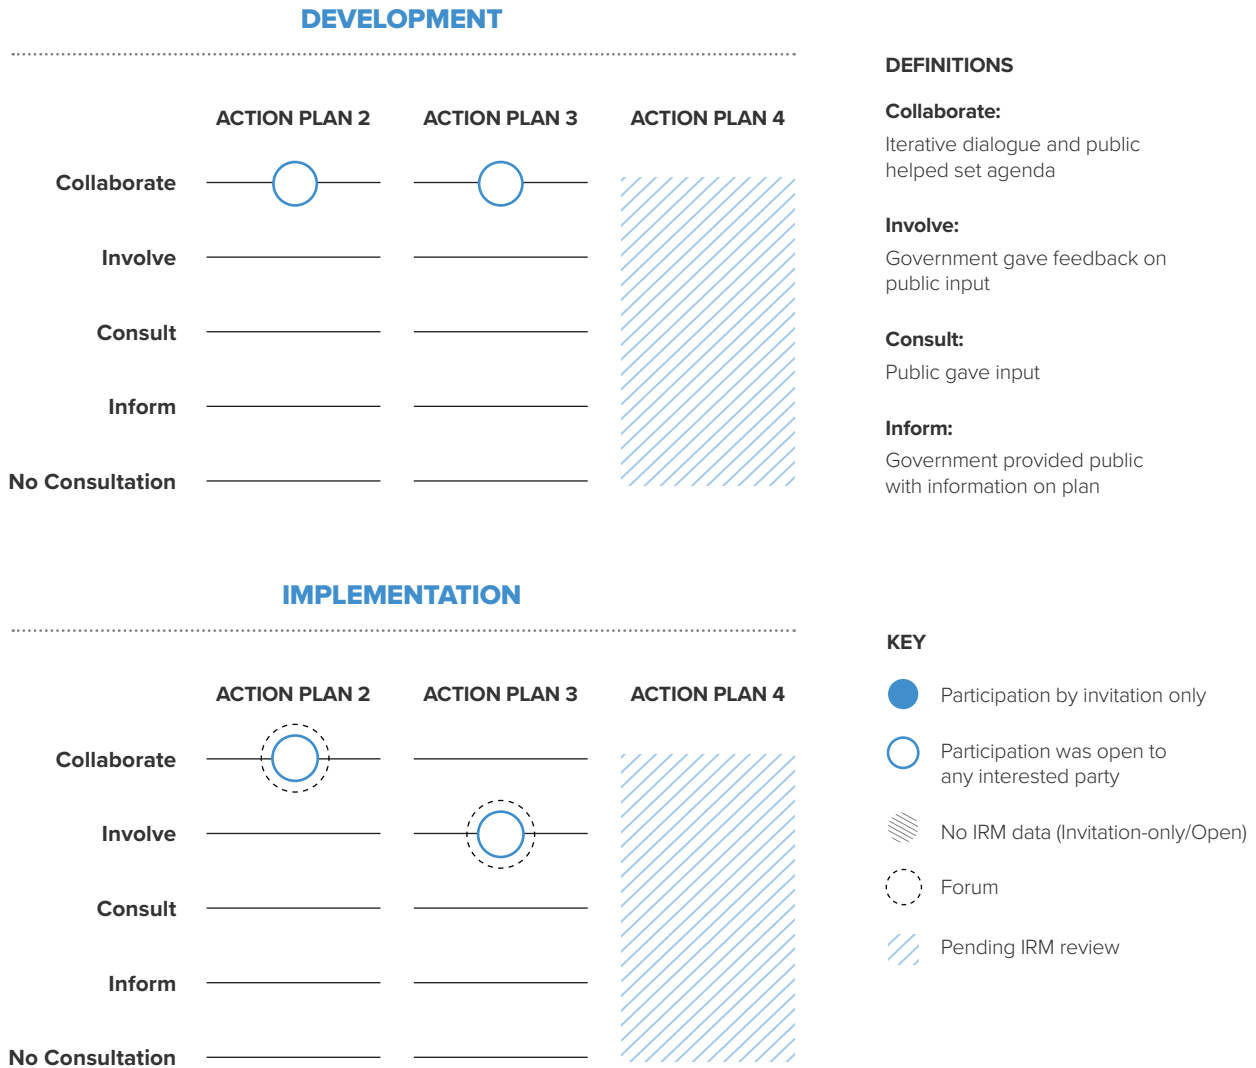 DEVELOPMENT
ACTION PLAN 2
ACTION PLAN 3
ACTION PLAN 4
Collaborate
Involve
Consult
Inform
No Consultation
DEFINITIONS
Collaborate:
Iterative dialogue and public
helped set agenda
Involve:
Government gave feedback on
public input
Consult:
Public gave input
Inform:
Government provided public
with information on plan
IMPLEMENTATION
ACTION PLAN 2
ACTION PLAN 3
ACTION PLAN 4
Collaborate
Involve
Consult
Inform
No Consultation
KEY
Participation by invitation only
Participation was open to
any interested party
No IRM data (Invitation-only/Open)
Forum
Pending IRM review